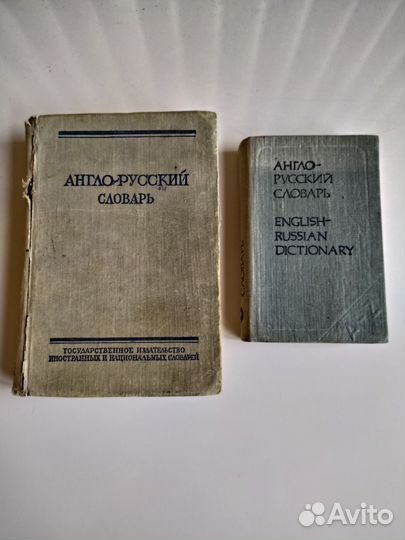 АНГЛО-РУССКИЙ
СЛОВАРЬ
ГОСУДАРСТВЕННОЕ ИЗДАТЕЛЬСТВО
ИНОСТРАННЫХ И НАЦИОНАЛЬНЫХ СЛОВАРЕЙ
АНГЛО-
РУССКИЙ
СЛОВАРЬ
ENGLISH-
RUSSIAN
DICTIONARY
СЛОВАРЬ
Avito